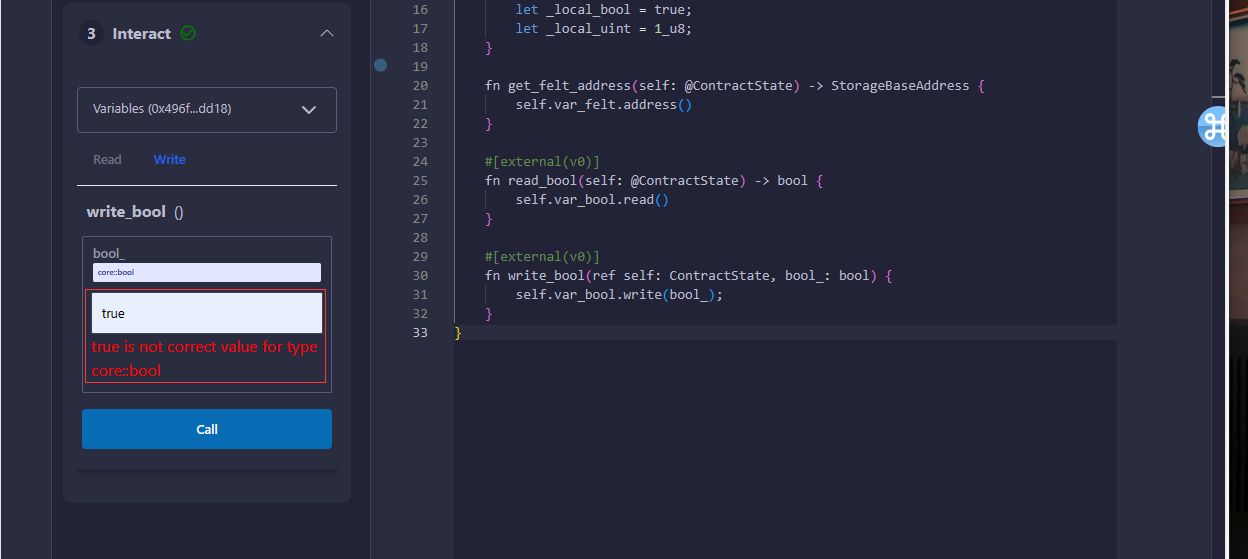 3 Interact
Variables (0x496f...dd18)
Read Write
write_bool ()
bool_
core::bool
true
true is not correct value for type
core::bool
Call
16 let _local_bool = true;
17 let _local_uint = 1_u8;
18 }
19
20 fn get_felt_address(self: @ContractState) -> StorageBaseAddress {
21 self.var_felt.address()
22 }
23
24 #[external(v0)]
25 fn read_bool(self: @ContractState) -> bool {
26 self.var_bool.read()
27 }
28
29 #[external(v0)]
30 fn write_bool(ref self: ContractState, bool_: bool) {
31 self.var_bool.write(bool_);
32 }
33 }